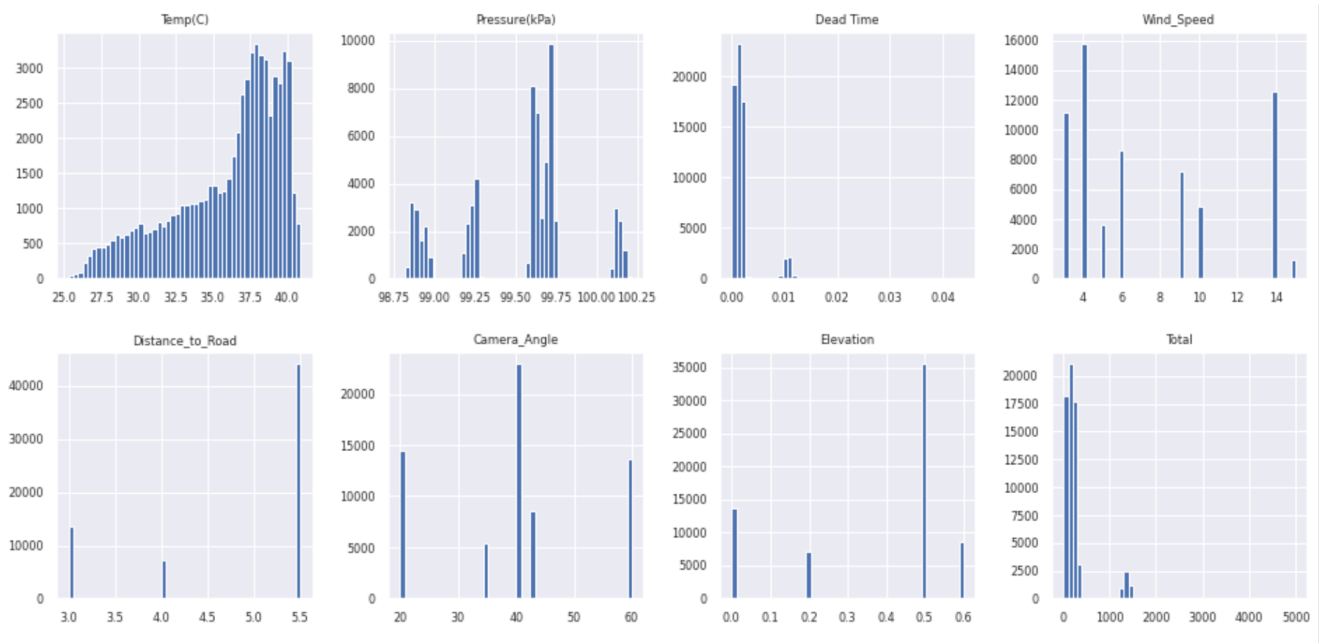 Temp(C) Pressure(kPa) Dead Time Wind_Speed
3000 10000 20000 16000
2500 8000 15000 14000
2000 6000 10000 12000
1500 4000 5000 10000
1000 2000 0 8000
500 0 6000
0 4000
2000
0
25.0 27.5 30.0 32.5 35.0 37.5 40.0 98.75 99.00 99.25 99.50 99.75 100.00 100.25 0.00 0.01 0.02 0.03 0.04 4 6 8 10 12 14
Distance_to_Road Camera_Angle Elevation Total
40000 20000 35000 20000
30000 15000 30000 17500
20000 10000 25000 15000
10000 5000 20000 12500
0 0 15000 10000
10000 7500
5000 5000
0 2500
0
3.0 3.5 4.0 4.5 5.0 5.5 20 30 40 50 60 0.0 0.1 0.2 0.3 0.4 0.5 0.6 0 1000 2000 3000 4000 5000